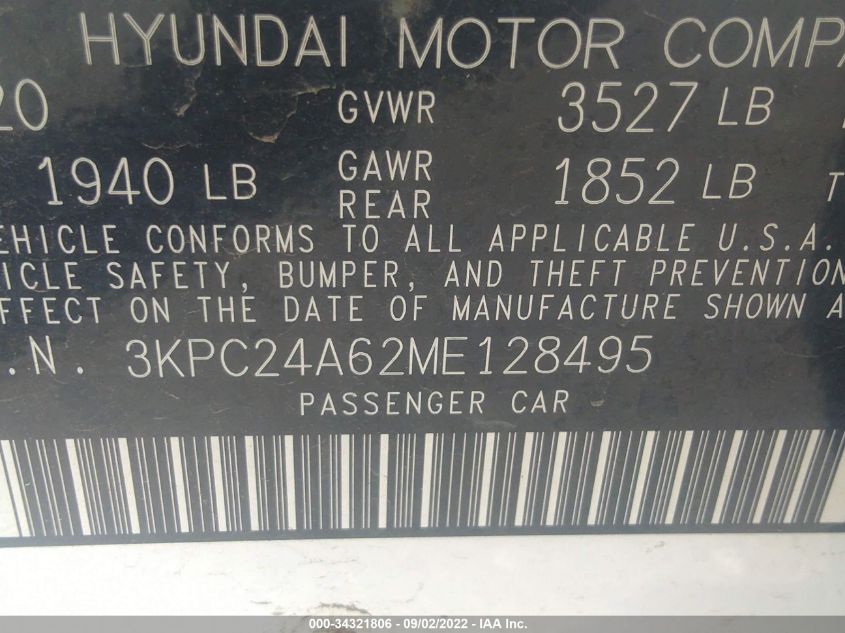 HYUNDAI MOTOR COMPA
20 GVWR 3527 LB
1940 LB GAWR REAR 1852 LB T
EHICLE CONFORMS TO ALL APPLICABLE U.S.A.
ICLE SAFETY, BUMPER, AND THEFT PREVENTION
FFECT ON THE DATE OF MANUFACTURE SHOWN A
.N. 3KPC24A62ME128495
PASSENGER CAR
000-34321806 - 09/02/2022 - © 2022 - IAA Inc.